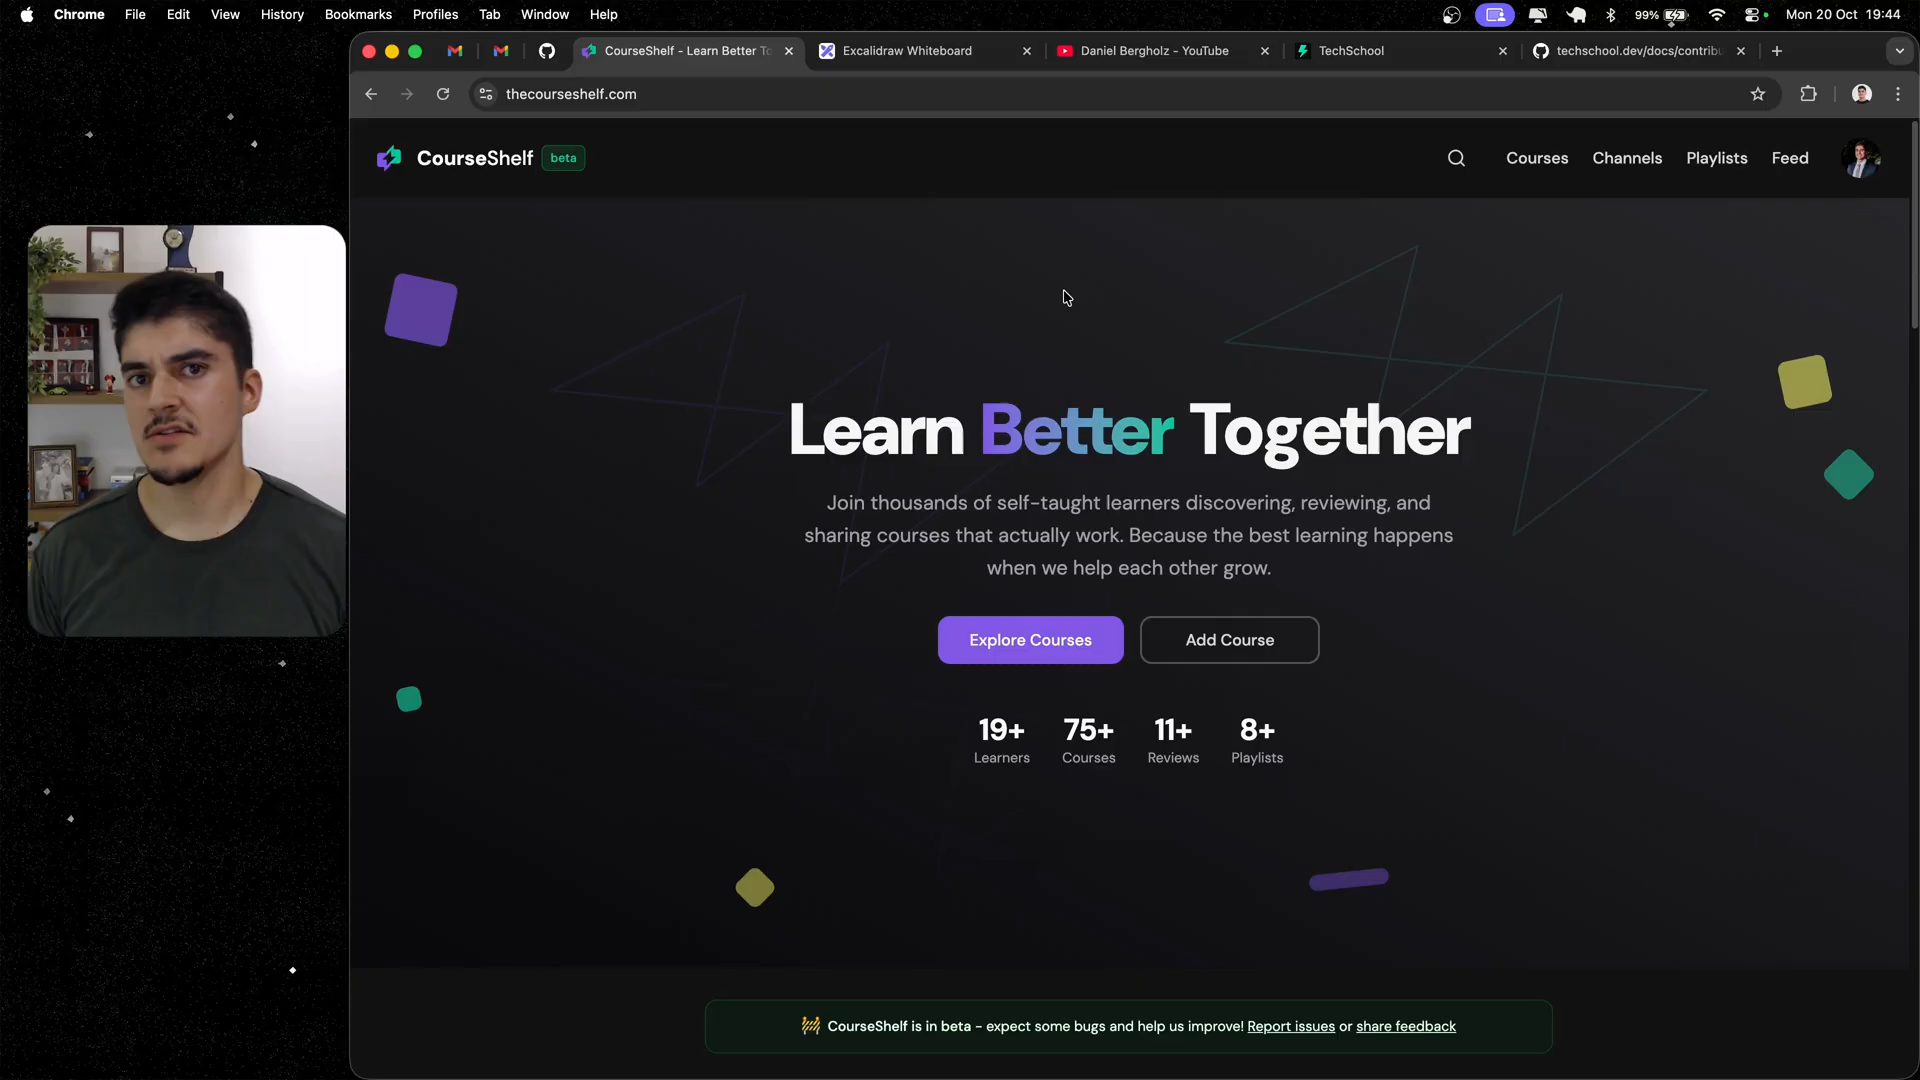 Chrome File Edit View History Bookmarks Profiles Tab Window Help 99% Mon 20 Oct 19:44
CourseShelf - Learn Better To Excalidraw Whiteboard Daniel Bergholz - YouTube TechSchool techschool.dev/docs/contribu
thecourseshelf.com
CourseShelf beta Courses Channels Playlists Feed
Learn Better Together
Join thousands of self-taught learners discovering, reviewing, and
sharing courses that actually work. Because the best learning happens
when we help each other grow.
Explore Courses Add Course
19+ 75+ 11+ 8+
Learners Courses Reviews Playlists
🚧 CourseShelf is in beta - expect some bugs and help us improve! Report issues or share feedback